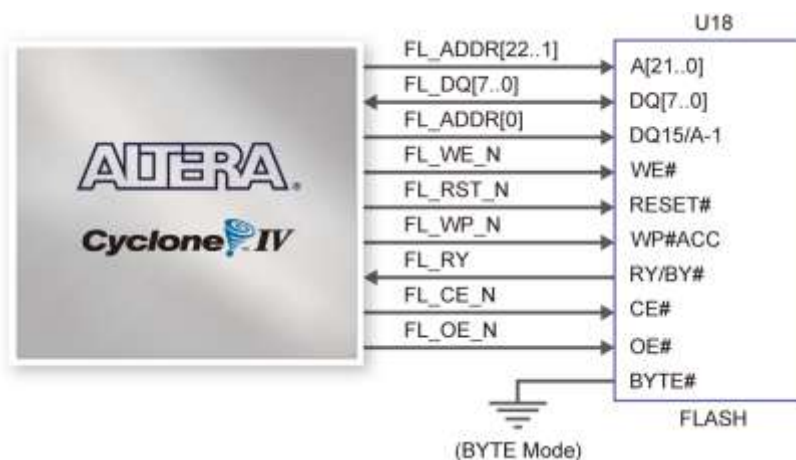 U18
FL_ADDR[22..1]
A[21..0]
FL_DQ[7..0]
DQ[7..0]
FL_ADDR[0]
DQ15/A-1
FL_WE_N
WE#
FL_RST_N
RESET#
FL_WP_N
WP#ACC
FL_RY
RY/BY#
FL_CE_N
CE#
FL_OE_N
OE#
BYTE#
ALTERA®
Cyclone IV
FLASH
(BYTE Mode)